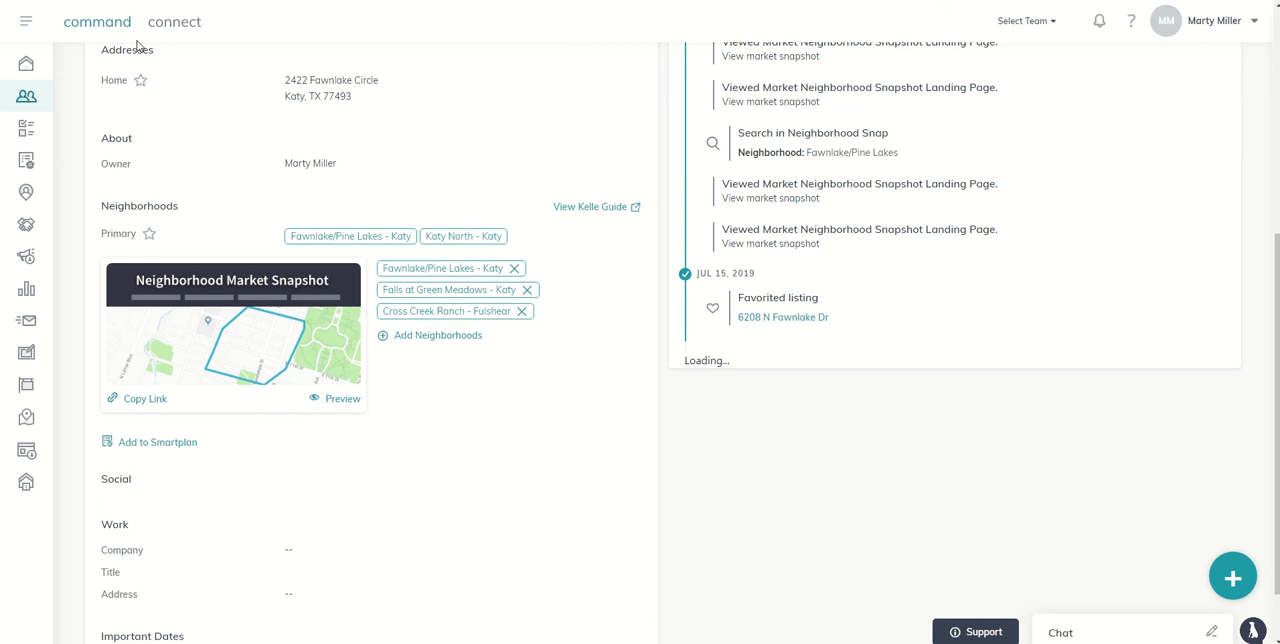 command connect
Select Team
MM
Marty Miller
Addresses
Home
2422 Fawnlake Circle
Katy, TX 77493
About
Owner
Marty Miller
Neighborhoods
View Kelle Guide
Primary
Fawnlake/Pine Lakes - Katy
Katy North - Katy
Neighborhood Market Snapshot
Fawnlake/Pine Lakes - Katy
Falls at Green Meadows - Katy
Cross Creek Ranch - Fulshear
Add Neighborhoods
Copy Link
Preview
Add to Smartplan
Social
Work
Company
--
Title
Address
--
Important Dates
Viewed Market Neighborhood Snapshot Landing Page.
View market snapshot
Viewed Market Neighborhood Snapshot Landing Page.
View market snapshot
Search in Neighborhood Snap
Neighborhood: Fawnlake/Pine Lakes
Viewed Market Neighborhood Snapshot Landing Page.
View market snapshot
Viewed Market Neighborhood Snapshot Landing Page.
View market snapshot
JUL 15, 2019
Favorited listing
6208 N Fawnlake Dr
Loading...
Support
Chat